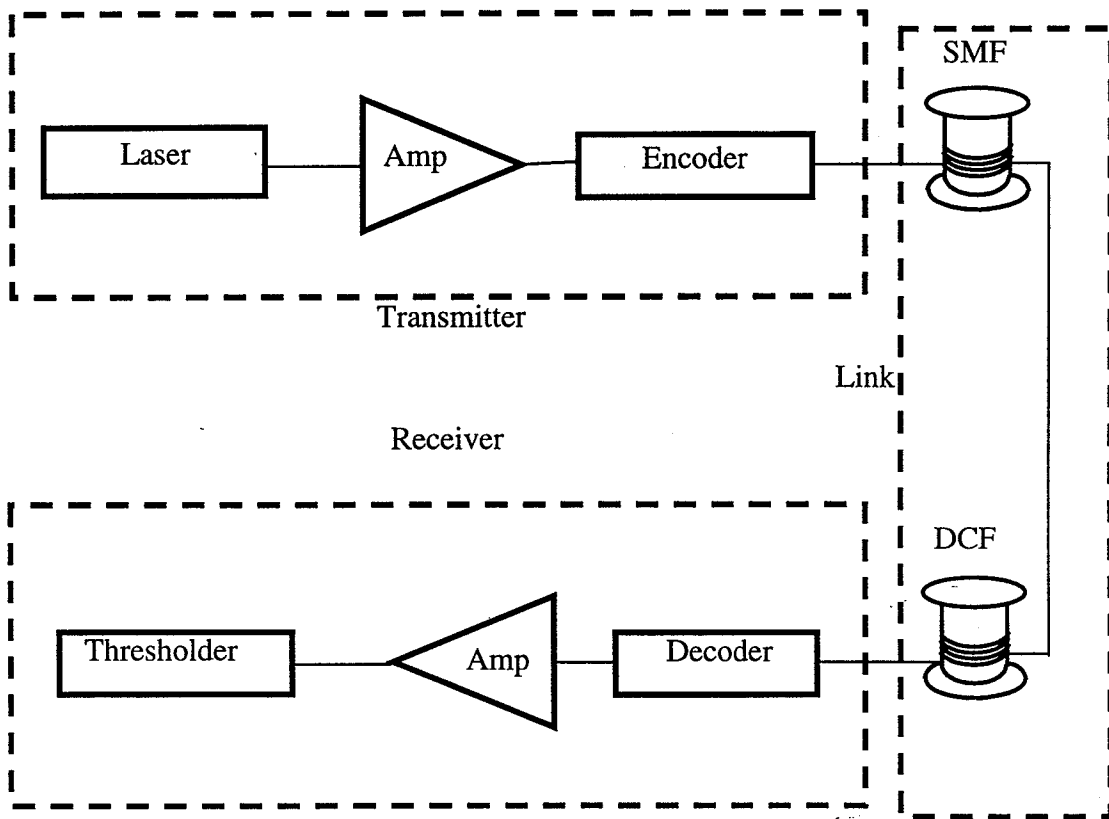 SMF
Laser
Amp
Encoder
Transmitter
Link
Receiver
DCF
Thresholder
Amp
Decoder